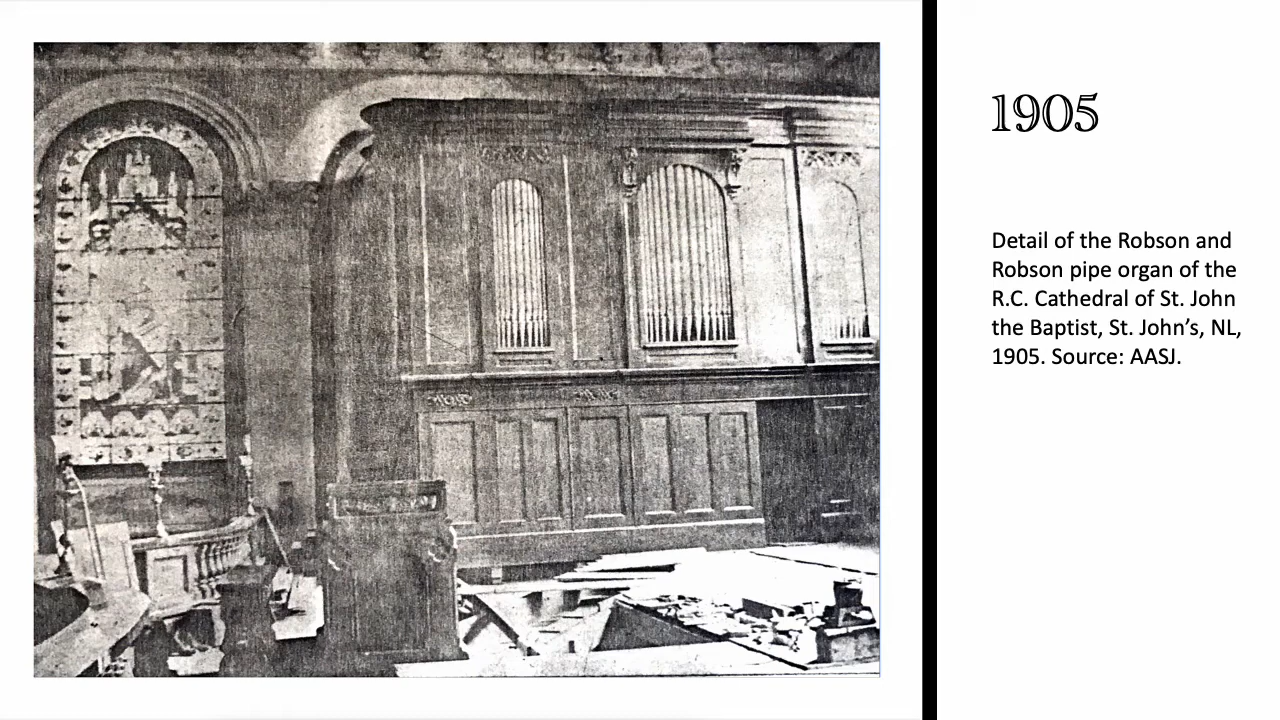 1905
Detail of the Robson and
Robson pipe organ of the
R.C. Cathedral of St. John
the Baptist, St. John’s, NL,
1905. Source: AASJ.